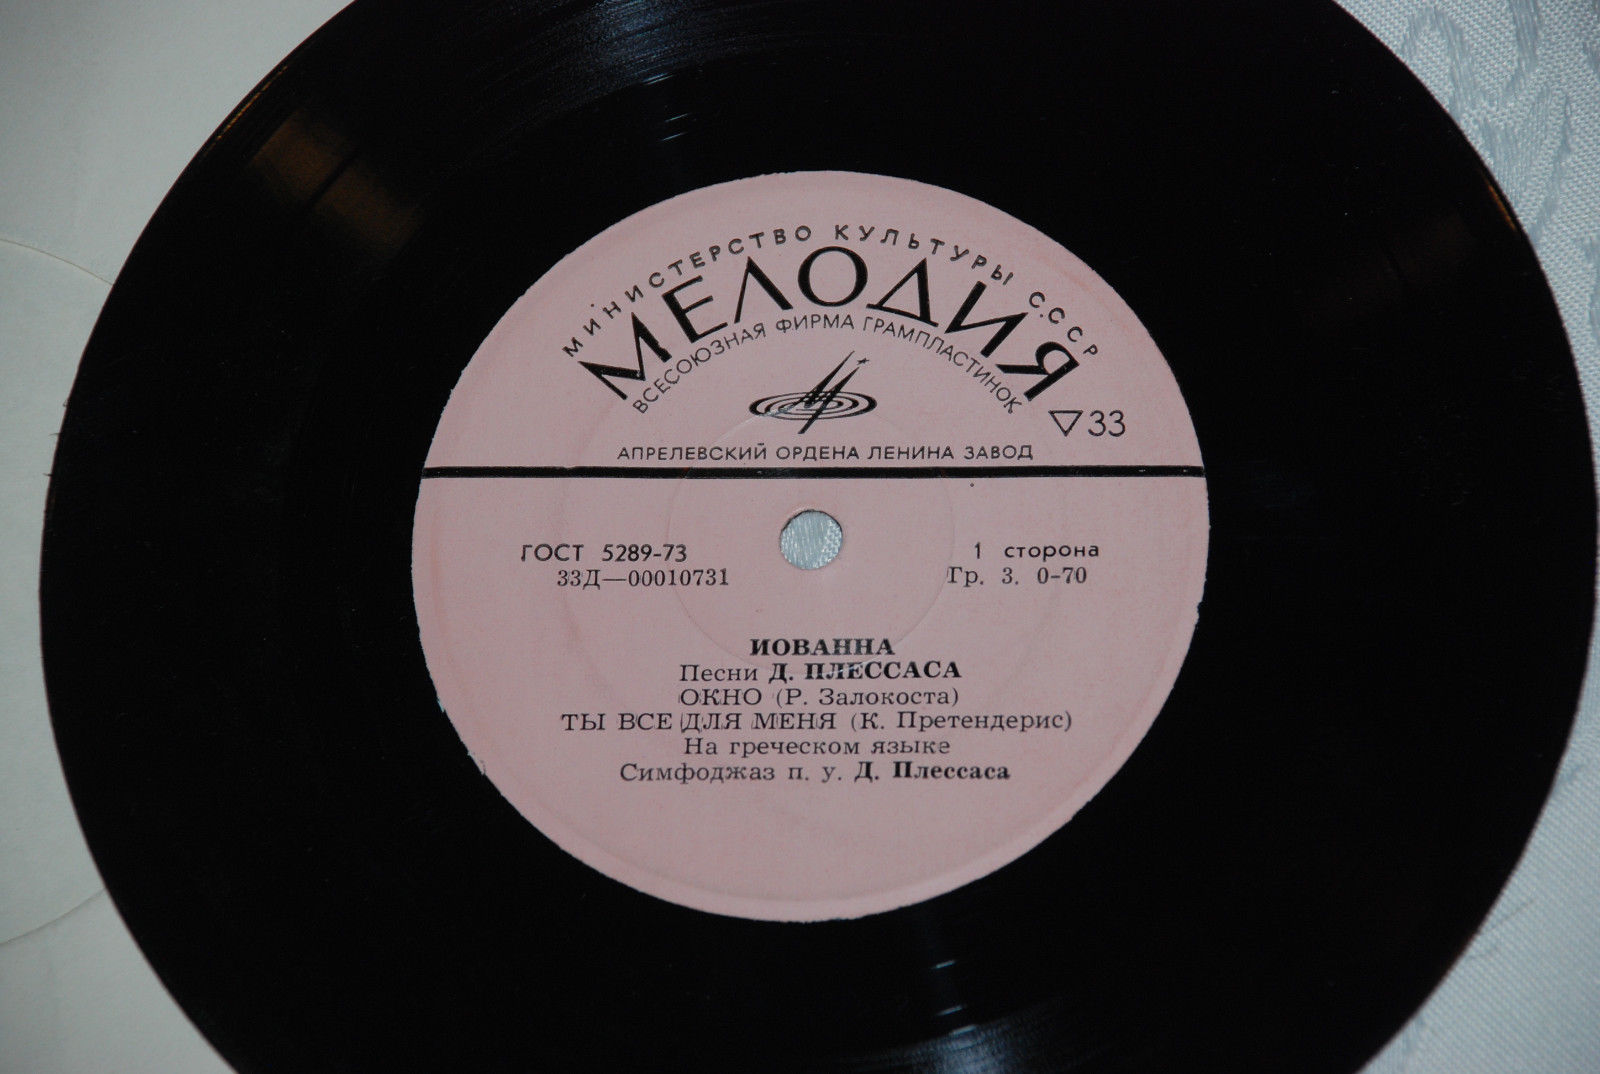 МИНИСТЕРСТВО КУЛЬТУРЫ СССР
МЕЛОДИЯ
ВСЕСОЮЗНАЯ ФИРМА ГРАМПЛАСТИНОК
▽33
АПРЕЛЕВСКИЙ ОРДЕНА ЛЕНИНА ЗАВОД
ГОСТ 5289-73
1 сторона
33Д—00010731
Гр. 3. 0-70
ИОВАННА
Песни Д. ПЛЕССАСА
ОКНО (Р. Залокоста)
ТЫ ВСЕ ДЛЯ МЕНЯ (К. Претендерис)
На греческом языке
Симфоджаз п. у. Д. Плессаса